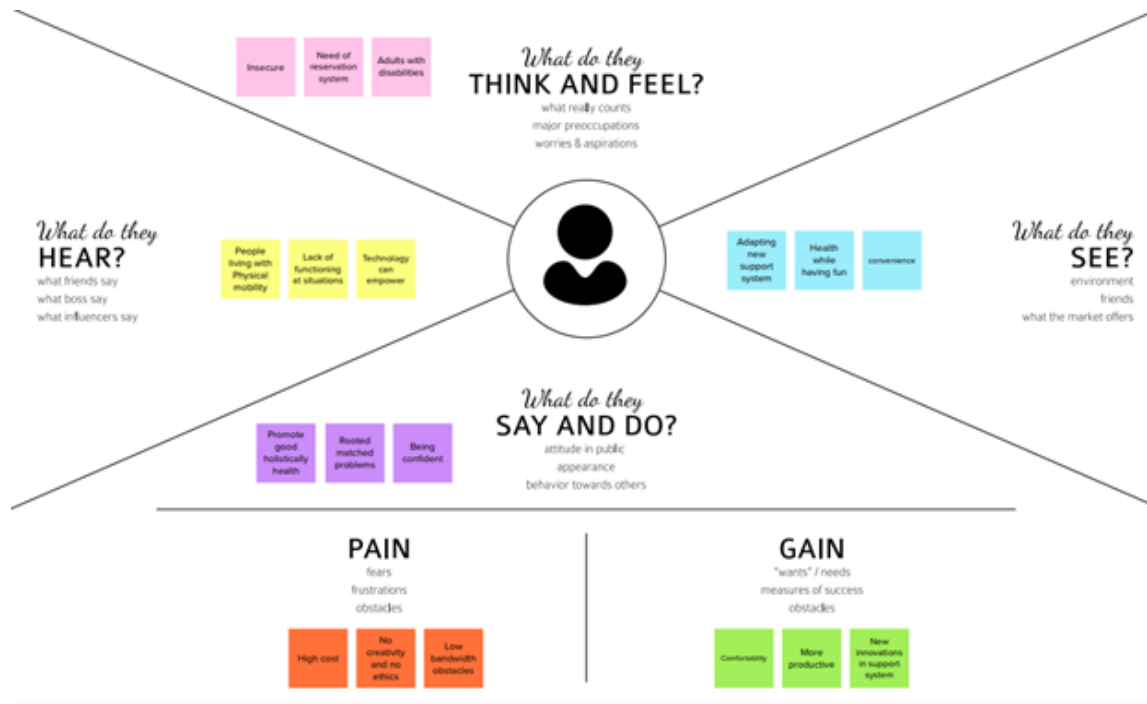 Insecure
Need of
reservation
system
Adults with
disabilities
What do they
THINK AND FEEL?
what really counts
major preoccupations
worries & aspirations
What do they
HEAR?
what friends say
what boss say
what influencers say
People
living with
Physical
mobility
Lack of
functioning
at situations
Technology
can
empower
Adapting
new
support
system
Health
while
having fun
convenience
What do they
SEE?
environment
friends
what the market offers
What do they
SAY AND DO?
attitude in public
appearance
behavior towards others
Promote
good
holistically
health
Rooted
matched
problems
Being
confident
PAIN
fears
frustrations
obstacles
High cost
No
creativity
and no
ethics
Low
bandwidth
obstacles
GAIN
"wants" / needs
measures of success
obstacles
Comfortability
More
productive
New
innovations
in support
system